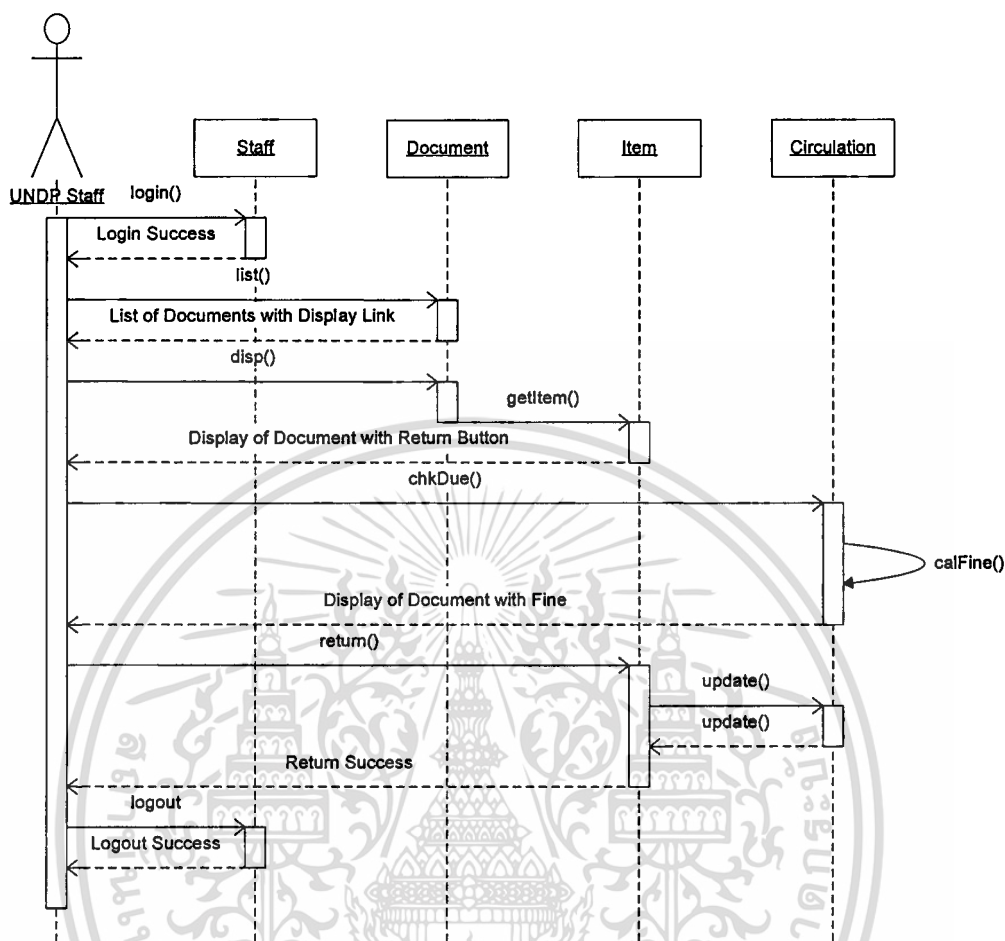 Staff
Document
Item
Circulation
UNDP Staff
login()
Login Success
list()
List of Documents with Display Link
disp()
getItem()
Display of Document with Return Button
chkDue()
calFine()
Display of Document with Fine
return()
update()
update()
Return Success
logout
Logout Success